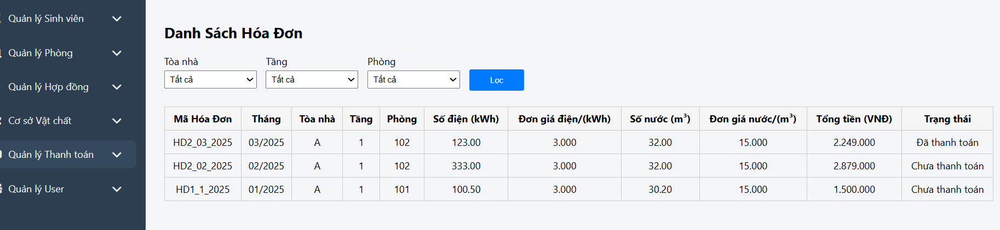 Quản lý Sinh viên
Quản lý Phòng
Quản lý Hợp đồng
Cơ sở Vật chất
Quản lý Thanh toán
Quản lý User
Danh Sách Hóa Đơn
Tòa nhà Tầng Phòng
Tất cả Tất cả Tất cả Lọc
Mã Hóa Đơn Tháng Tòa nhà Tầng Phòng Số điện (kWh) Đơn giá điện/(kWh) Số nước (m³) Đơn giá nước/(m³) Tổng tiền (VNĐ) Trạng thái
HD2_03_2025 03/2025 A 1 102 123.00 3.000 32.00 15.000 2.249.000 Đã thanh toán
HD2_02_2025 02/2025 A 1 102 333.00 3.000 32.00 15.000 2.879.000 Chưa thanh toán
HD1_1_2025 01/2025 A 1 101 100.50 3.000 30.20 15.000 1.500.000 Chưa thanh toán